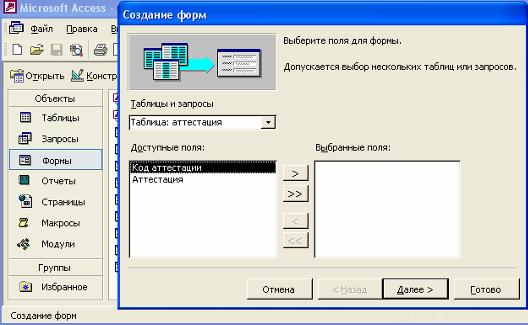 Microsoft Access -
Файл Правка В
Открыть Констр
Объекты
Таблицы
Запросы
Формы
Отчеты
Страницы
Макросы
Модули
Группы
Избранное
Создание форм
Создание форм
Выберите поля для формы.
Допускается выбор нескольких таблиц или запросов.
Таблицы и запросы
Таблица: аттестация
Доступные поля:
Выбранные поля:
Код аттестации
Аттестация
>
>>
<
<<
Отмена < Назад Далее > Готово